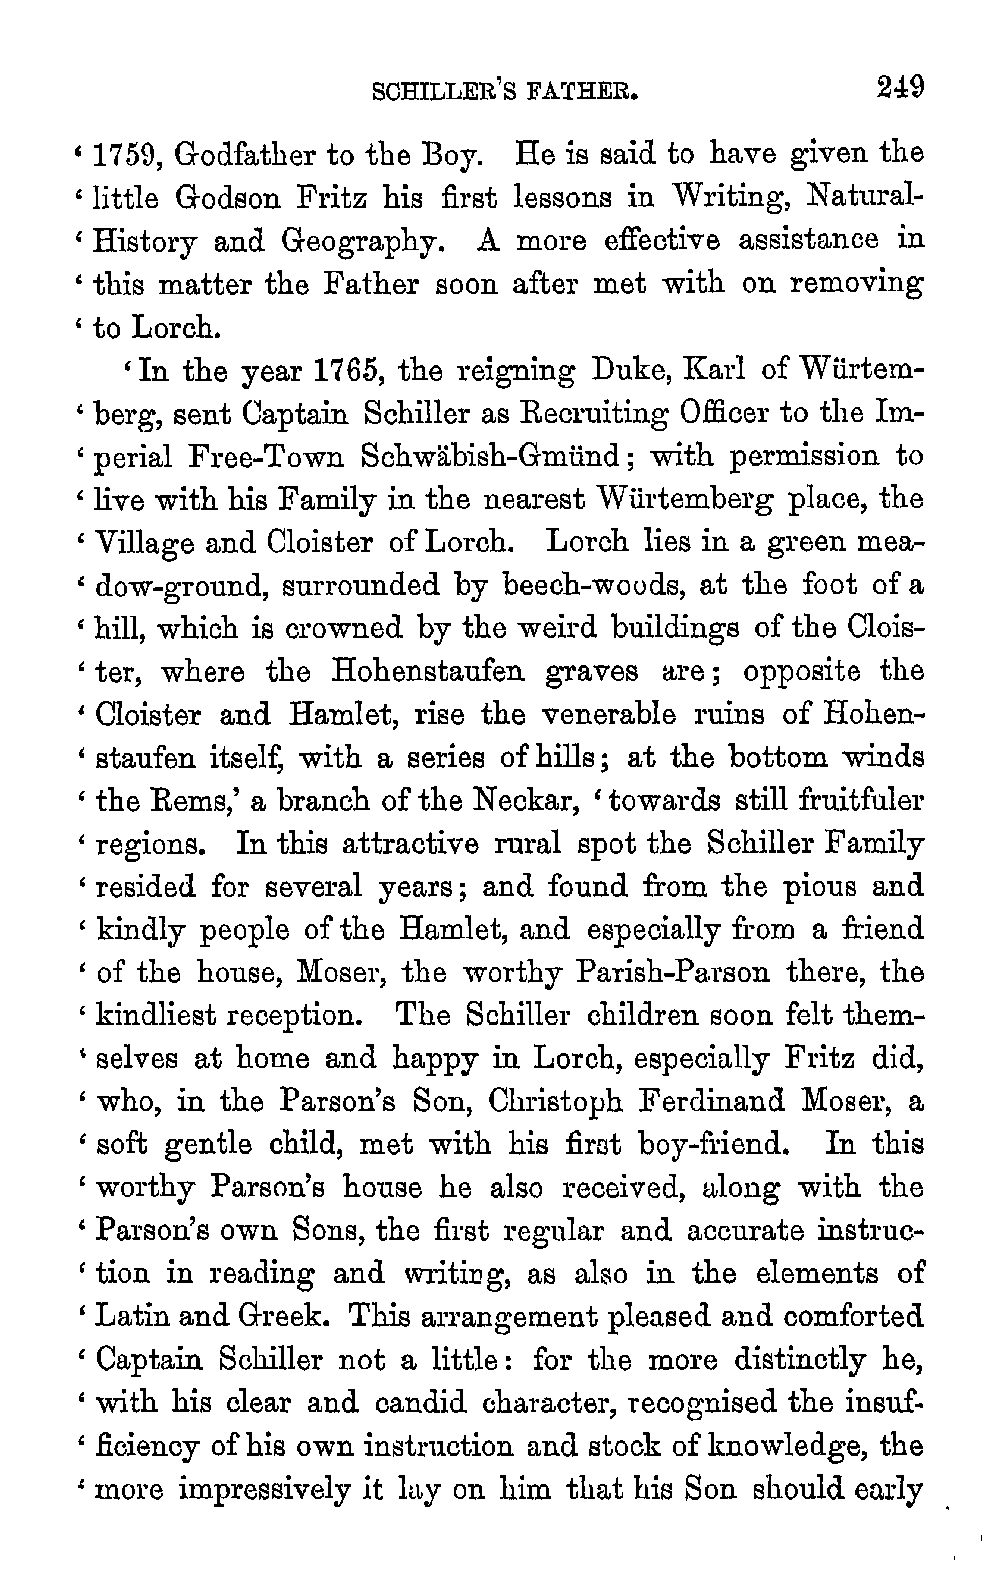 SCHILLER'S FATHER. 249
‘ 1759, Godfather to the Boy. He is said to have given the
‘ little Godson Fritz his first lessons in Writing, Natural-
‘ History and Geography. A more effective assistance in
‘ this matter the Father soon after met with on removing
‘ to Lorch.
‘ In the year 1765, the reigning Duke, Karl of Würtem-
‘ berg, sent Captain Schiller as Recruiting Officer to the Im-
‘ perial Free-Town Schwäbish-Gmünd; with permission to
‘ live with his Family in the nearest Würtemberg place, the
‘ Village and Cloister of Lorch. Lorch lies in a green mea-
‘ dow-ground, surrounded by beech-woods, at the foot of a
‘ hill, which is crowned by the weird buildings of the Clois-
‘ ter, where the Hohenstaufen graves are; opposite the
‘ Cloister and Hamlet, rise the venerable ruins of Hohen-
‘ staufen itself, with a series of hills; at the bottom winds
‘ the Rems,’ a branch of the Neckar, ‘ towards still fruitfuler
‘ regions. In this attractive rural spot the Schiller Family
‘ resided for several years; and found from the pious and
‘ kindly people of the Hamlet, and especially from a friend
‘ of the house, Moser, the worthy Parish-Parson there, the
‘ kindliest reception. The Schiller children soon felt them-
‘ selves at home and happy in Lorch, especially Fritz did,
‘ who, in the Parson's Son, Christoph Ferdinand Moser, a
‘ soft gentle child, met with his first boy-friend. In this
‘ worthy Parson's house he also received, along with the
‘ Parson's own Sons, the first regular and accurate instruc-
‘ tion in reading and writing, as also in the elements of
‘ Latin and Greek. This arrangement pleased and comforted
‘ Captain Schiller not a little: for the more distinctly he,
‘ with his clear and candid character, recognised the insuf-
‘ ficiency of his own instruction and stock of knowledge, the
‘ more impressively it lay on him that his Son should early